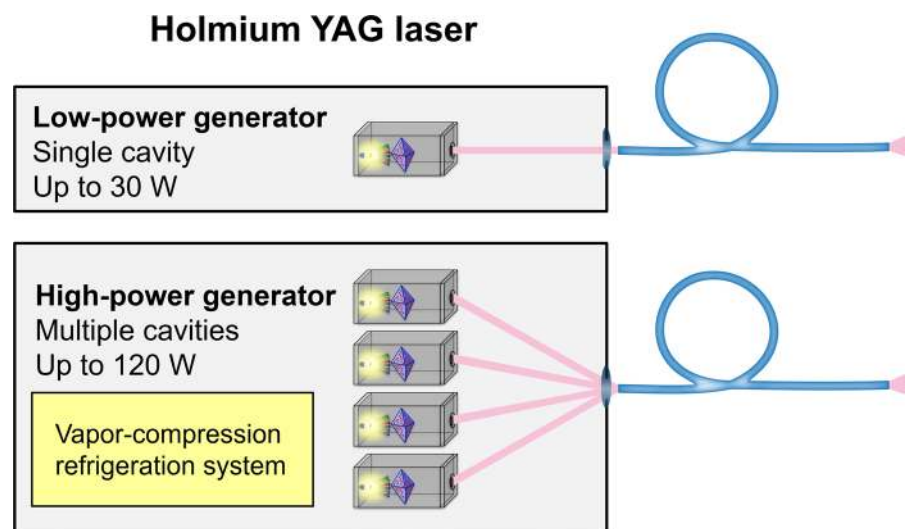 Holmium YAG laser
Low-power generator
Single cavity
Up to 30 W
High-power generator
Multiple cavities
Up to 120 W
Vapor-compression
refrigeration system